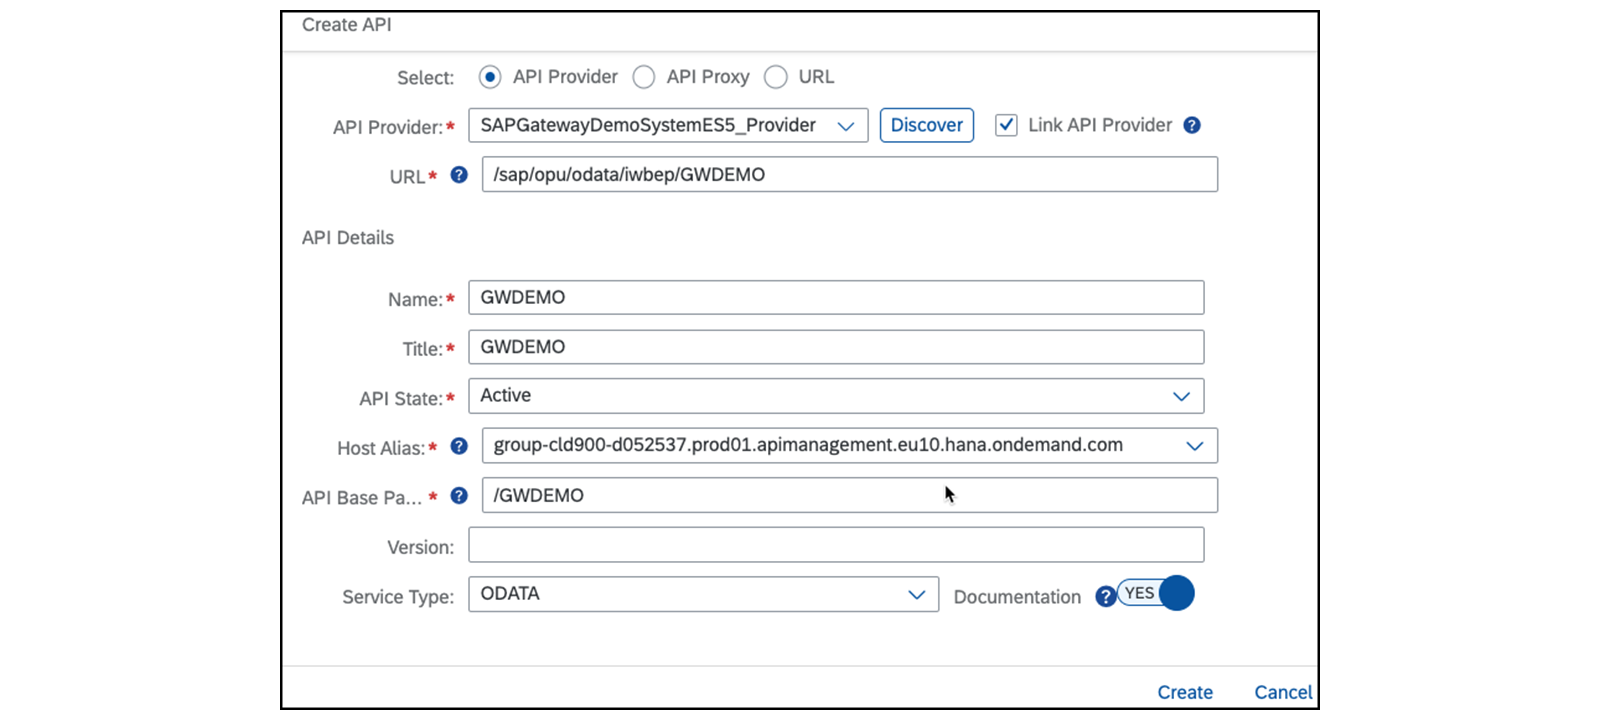 Create API
Select: API Provider API Proxy URL
API Provider:* SAPGatewayDemoSystemES5_Provider Discover Link API Provider ?
URL* ? /sap/opu/odata/iwbep/GWDEMO
API Details
Name:* GWDEMO
Title:* GWDEMO
API State:* Active
Host Alias:* ? group-cld900-d052537.prod01.apimanagement.eu10.hana.ondemand.com
API Base Pa... * ? /GWDEMO
Version:
Service Type: ODATA Documentation ? YES
Create Cancel